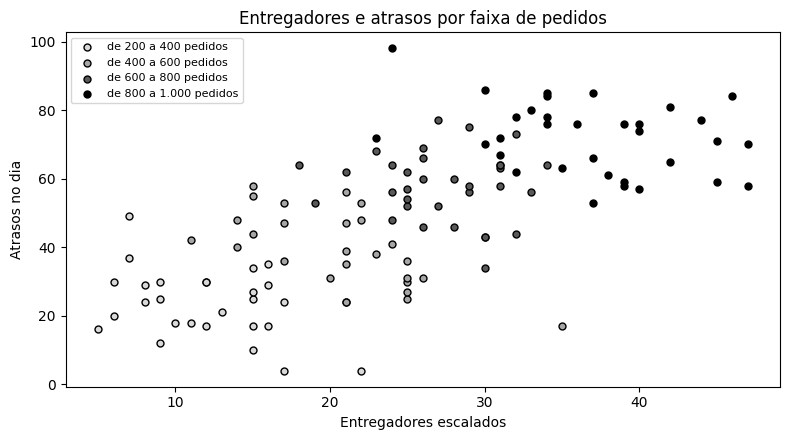 Entregadores e atrasos por faixa de pedidos
de 200 a 400 pedidos
de 400 a 600 pedidos
de 600 a 800 pedidos
de 800 a 1.000 pedidos
Atrasos no dia
100
80
60
40
20
0
10
20
30
40
Entregadores escalados